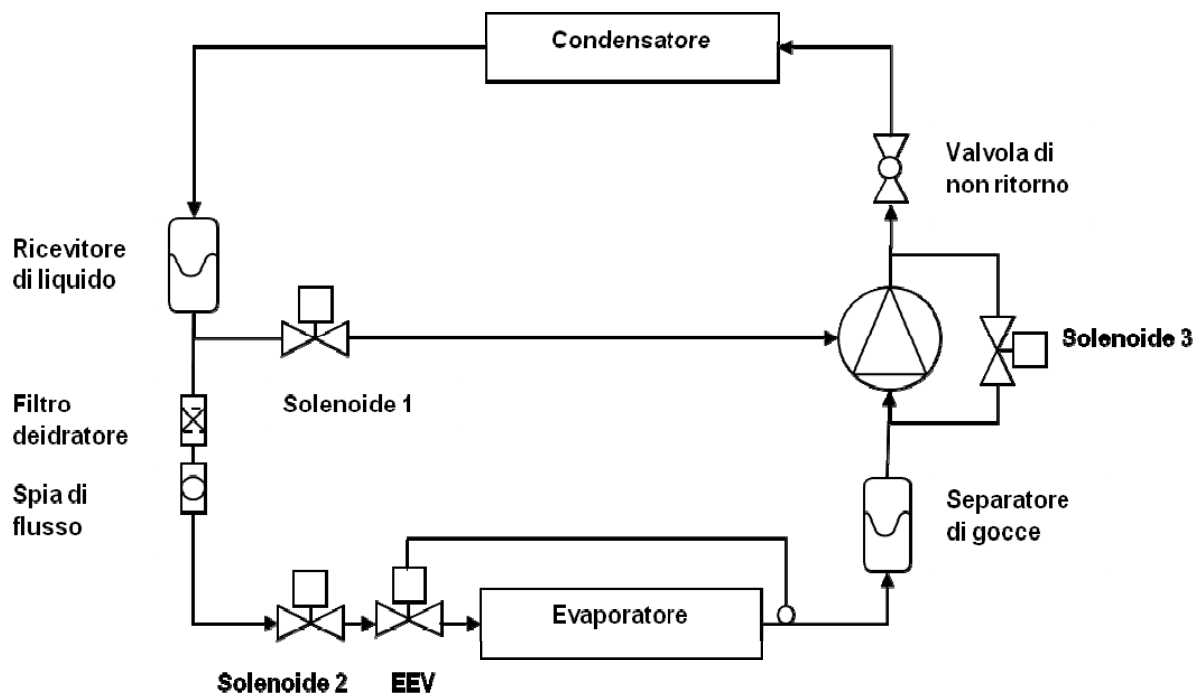 Condensatore
Valvola di
non ritorno
Ricevitore
di liquido
Solenoide 3
Solenoide 1
Filtro
deidratore
Spia di
flusso
Separatore
di gocce
Evaporatore
Solenoide 2
EEV